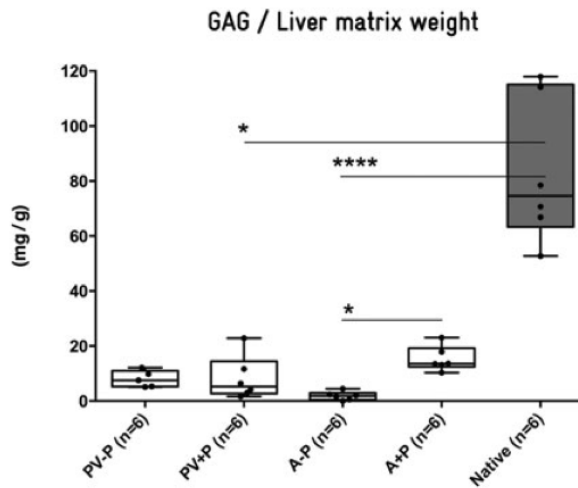 GAG / Liver matrix weight
(mg/g)
120
100
80
60
40
20
0
*
****
*
PV-P (n=6)
PV+P (n=6)
A-P (n=6)
A+P (n=6)
Native (n=6)